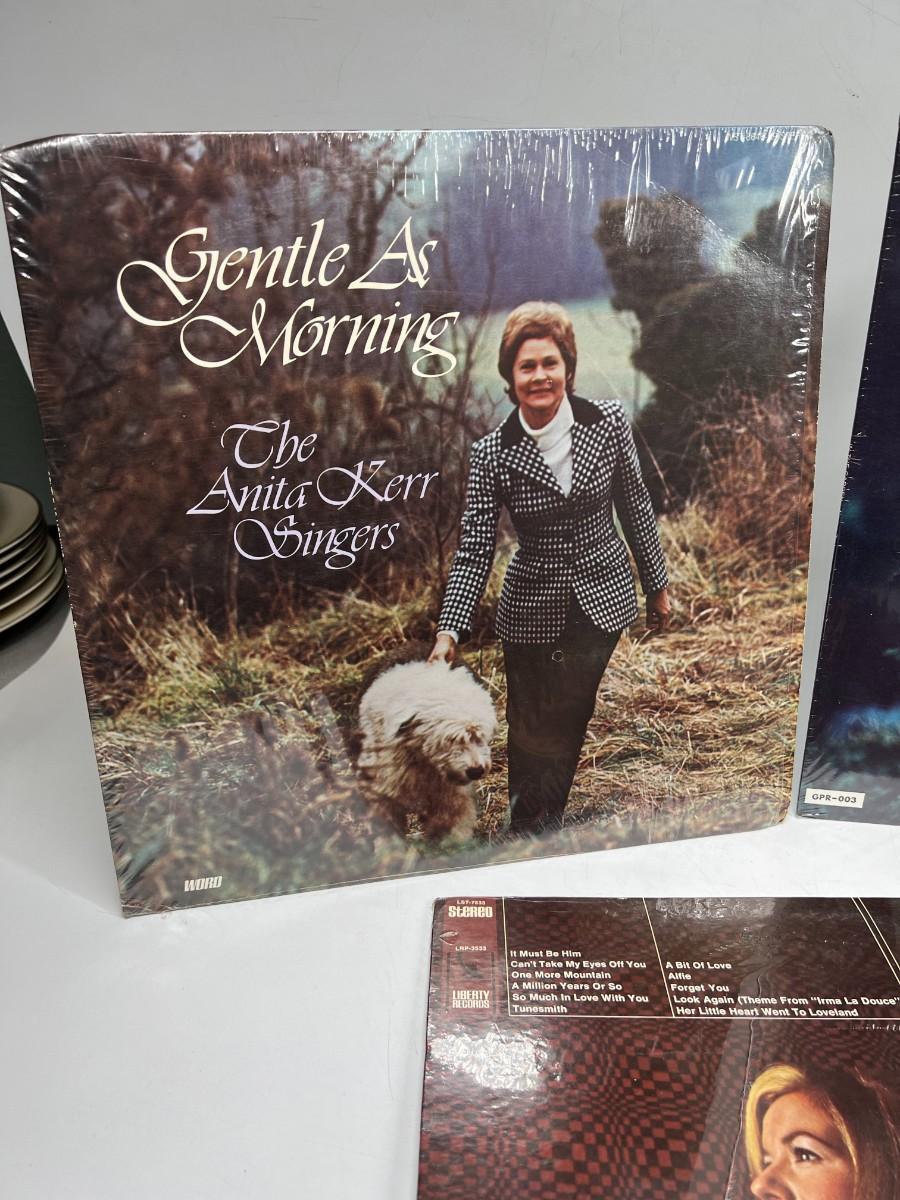 Gentle As
Morning
The
Anita Kerr
Singers
WORD
GPR-003
LST-7533
STEREO
LRP-3533
LIBERTY
RECORDS
It Must Be Him
Can't Take My Eyes Off You
One More Mountain
A Million Years Or So
So Much In Love With You
Tunesmith
A Bit Of Love
Alfie
Forget You
Look Again (Theme From "Irma La Douce"
Her Little Heart Went To Loveland